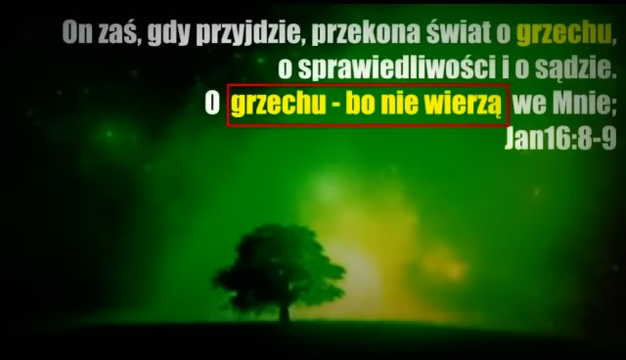 On zaś, gdy przyjdzie, przekona świat o grzechu,
o sprawiedliwości i o sądzie.
O grzechu - bo nie wierzą we Mnie;
Jan16:8-9